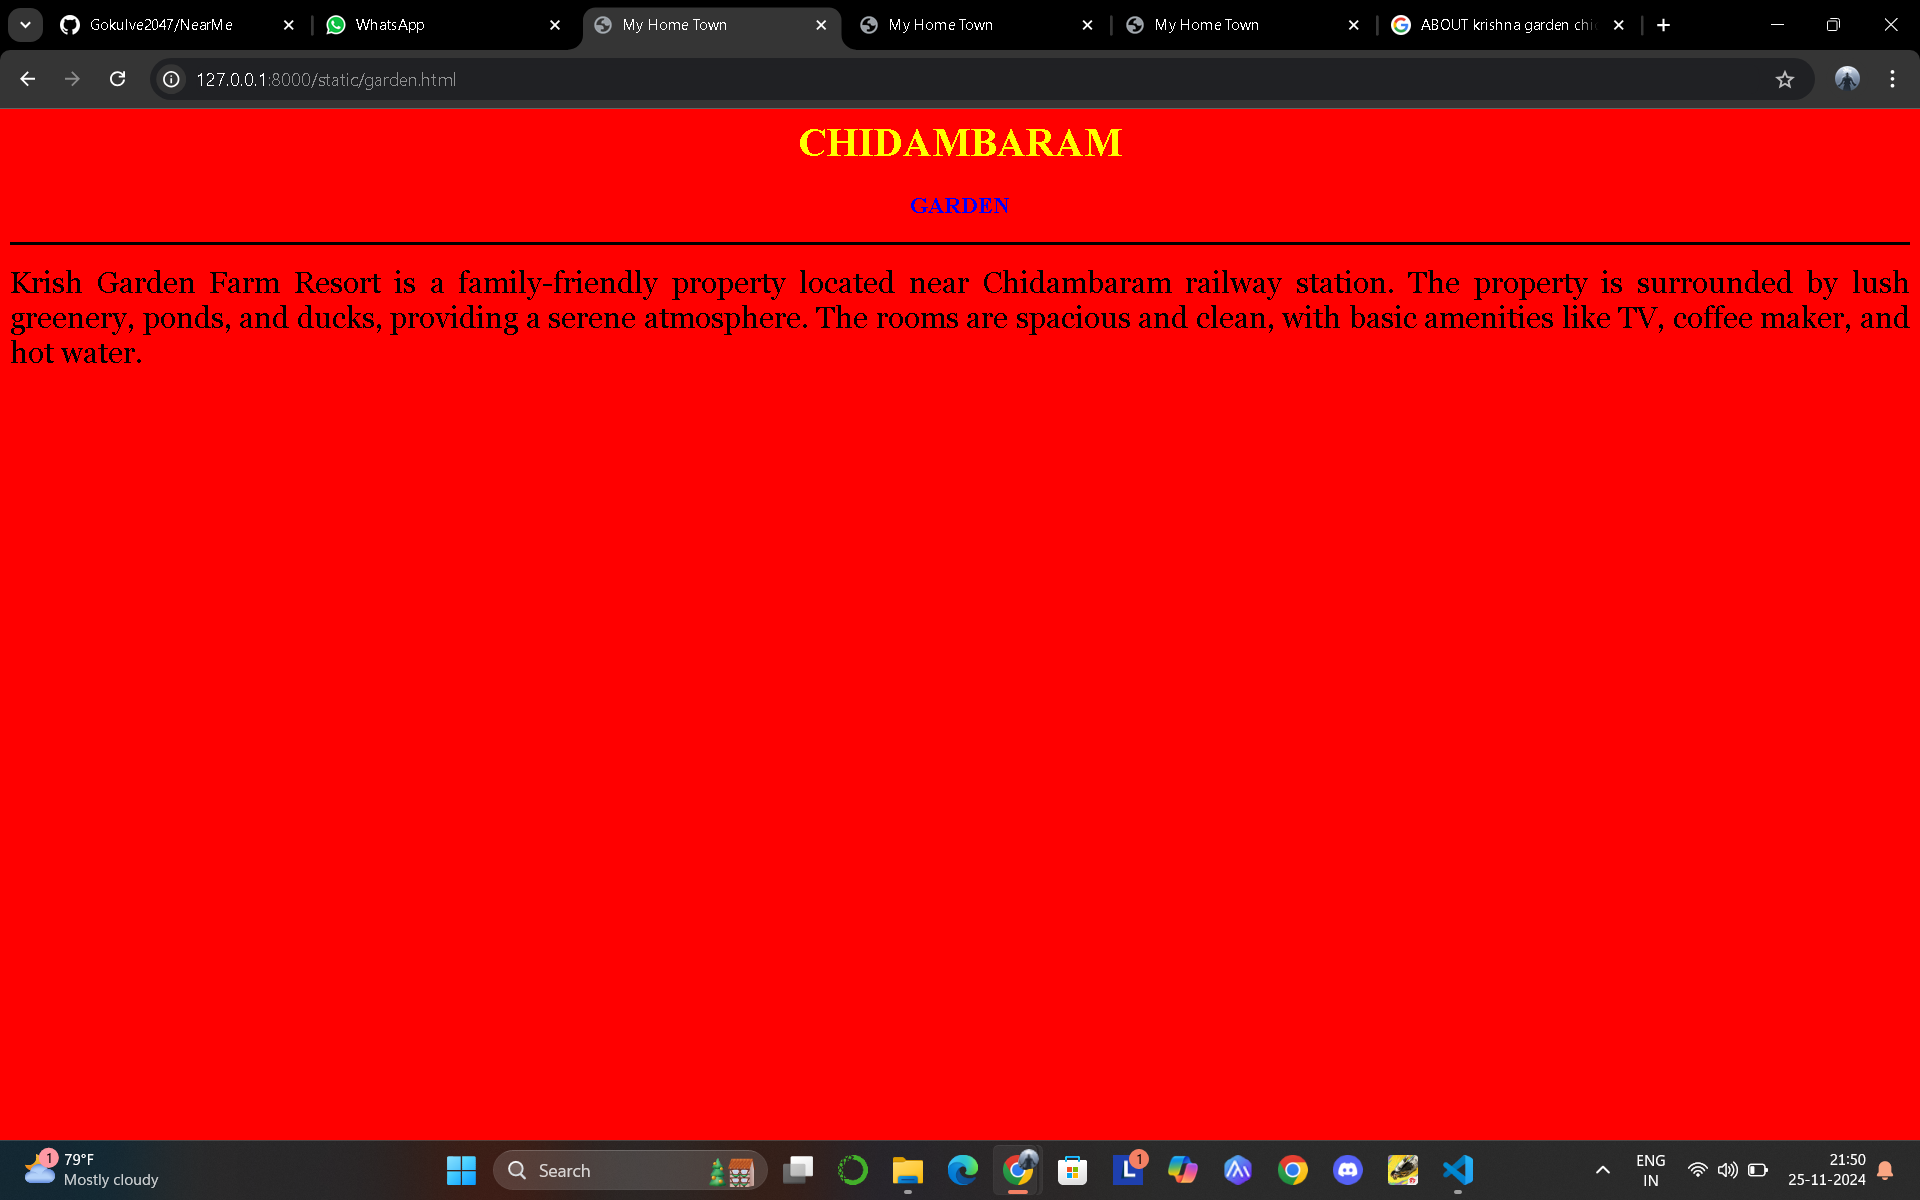 Gokulve2047/NearMe
WhatsApp
My Home Town
My Home Town
My Home Town
ABOUT krishna garden chi
127.0.0.1:8000/static/garden.html
CHIDAMBARAM
GARDEN
Krish Garden Farm Resort is a family-friendly property located near Chidambaram railway station. The property is surrounded by lush
greenery, ponds, and ducks, providing a serene atmosphere. The rooms are spacious and clean, with basic amenities like TV, coffee maker, and
hot water.
1
79°F
Mostly cloudy
Search
L
1
ENG
IN
21:50
25-11-2024